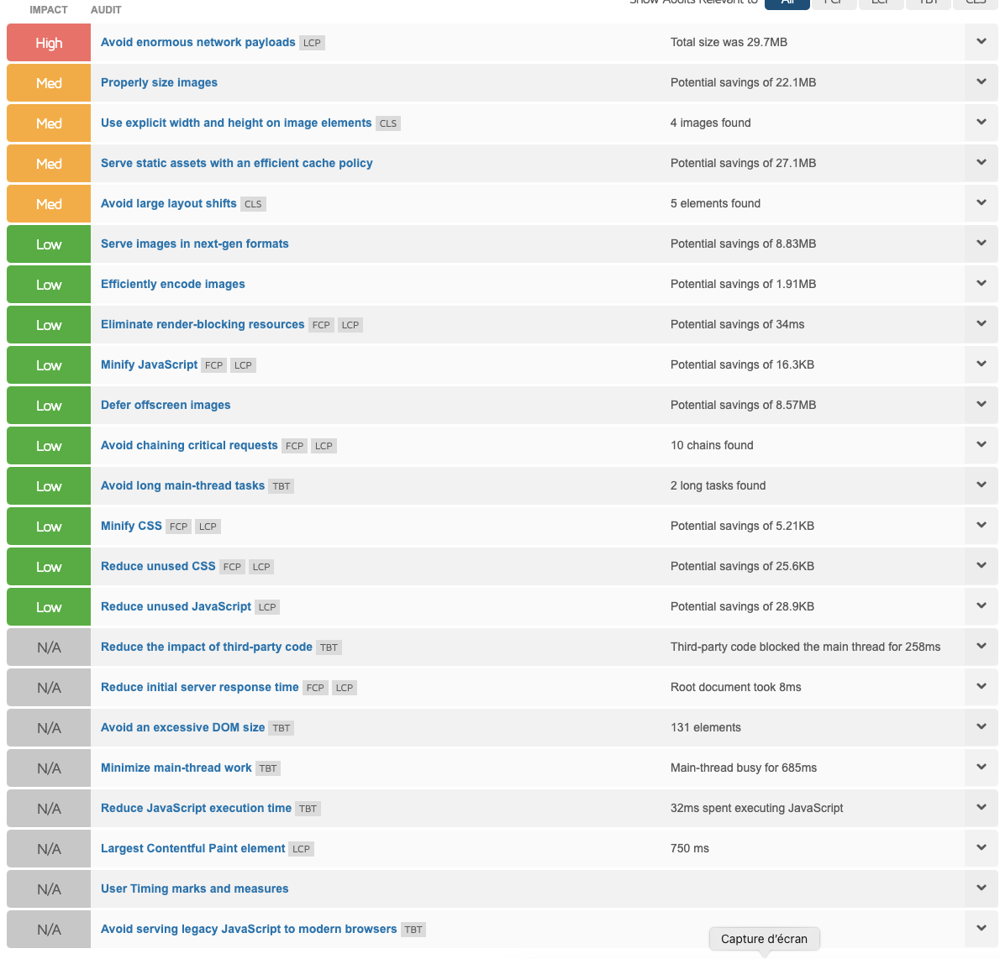 Show Audits Relevant to All FCP LCP TBT CLS
IMPACT AUDIT
High Avoid enormous network payloads LCP Total size was 29.7MB
Med Properly size images Potential savings of 22.1MB
Med Use explicit width and height on image elements CLS 4 images found
Med Serve static assets with an efficient cache policy Potential savings of 27.1MB
Med Avoid large layout shifts CLS 5 elements found
Low Serve images in next-gen formats Potential savings of 8.83MB
Low Efficiently encode images Potential savings of 1.91MB
Low Eliminate render-blocking resources FCP LCP Potential savings of 34ms
Low Minify JavaScript FCP LCP Potential savings of 16.3KB
Low Defer offscreen images Potential savings of 8.57MB
Low Avoid chaining critical requests FCP LCP 10 chains found
Low Avoid long main-thread tasks TBT 2 long tasks found
Low Minify CSS FCP LCP Potential savings of 5.21KB
Low Reduce unused CSS FCP LCP Potential savings of 25.6KB
Low Reduce unused JavaScript LCP Potential savings of 28.9KB
N/A Reduce the impact of third-party code TBT Third-party code blocked the main thread for 258ms
N/A Reduce initial server response time FCP LCP Root document took 8ms
N/A Avoid an excessive DOM size TBT 131 elements
N/A Minimize main-thread work TBT Main-thread busy for 685ms
N/A Reduce JavaScript execution time TBT 32ms spent executing JavaScript
N/A Largest Contentful Paint element LCP 750 ms
N/A User Timing marks and measures
N/A Avoid serving legacy JavaScript to modern browsers TBT
Capture d'écran